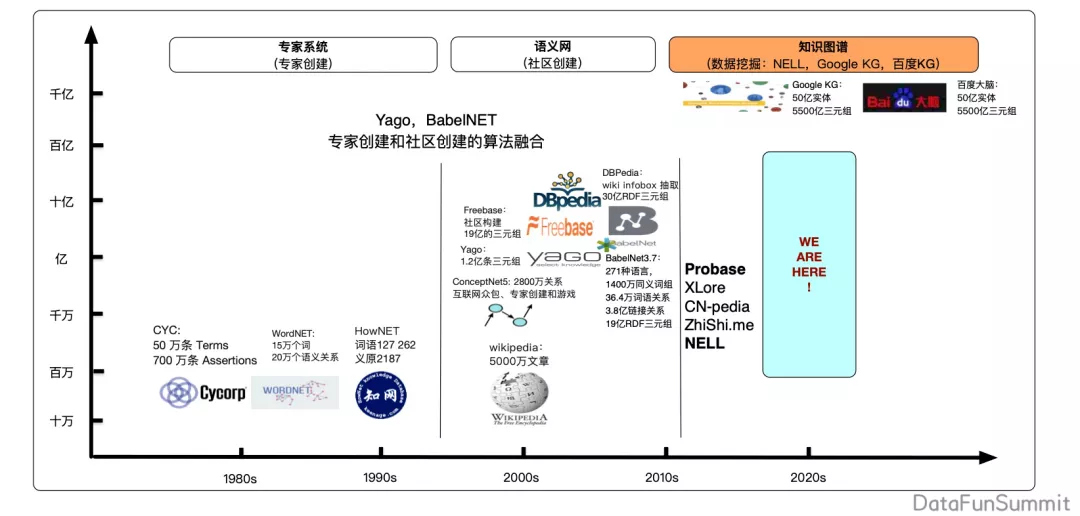 专家系统
（专家创建）
语义网
（社区创建）
知识图谱
（数据挖掘：NELL，Google KG，百度KG）
千亿
百亿
十亿
亿
千万
百万
十万
Google KG：
50亿实体
5500亿三元组
Bai du 大脑
百度大脑：
50亿实体
5500亿三元组
Yago，BabelNET
专家创建和社区创建的算法融合
DBpedia
DBPedia：
wiki infobox 抽取
30亿RDF三元组
Freebase：
社区构建
19亿的三元组
Freebase
BabelNet
Yago：
1.2亿条三元组
YAGO
select knowledge
BabelNet3.7：
271种语言，
1400万同义词组
36.4万词语关系
3.8亿链接关系
19亿RDF三元组
ConceptNet5: 2800万关系
互联网众包、专家创建和游戏
wikipedia：
5000万文章
WIKIPEDIA
The Free Encyclopedia
CYC:
50 万条 Terms
700 万条 Assertions
Cycorp
WordNET:
15万个词
20万个语义关系
WORDNET
HowNET
词语127 262
义原2187
知网
Probase
XLore
CN-pedia
ZhiShi.me
NELL
WE
ARE
HERE
！
1980s
1990s
2000s
2010s
2020s
DataFunSummit